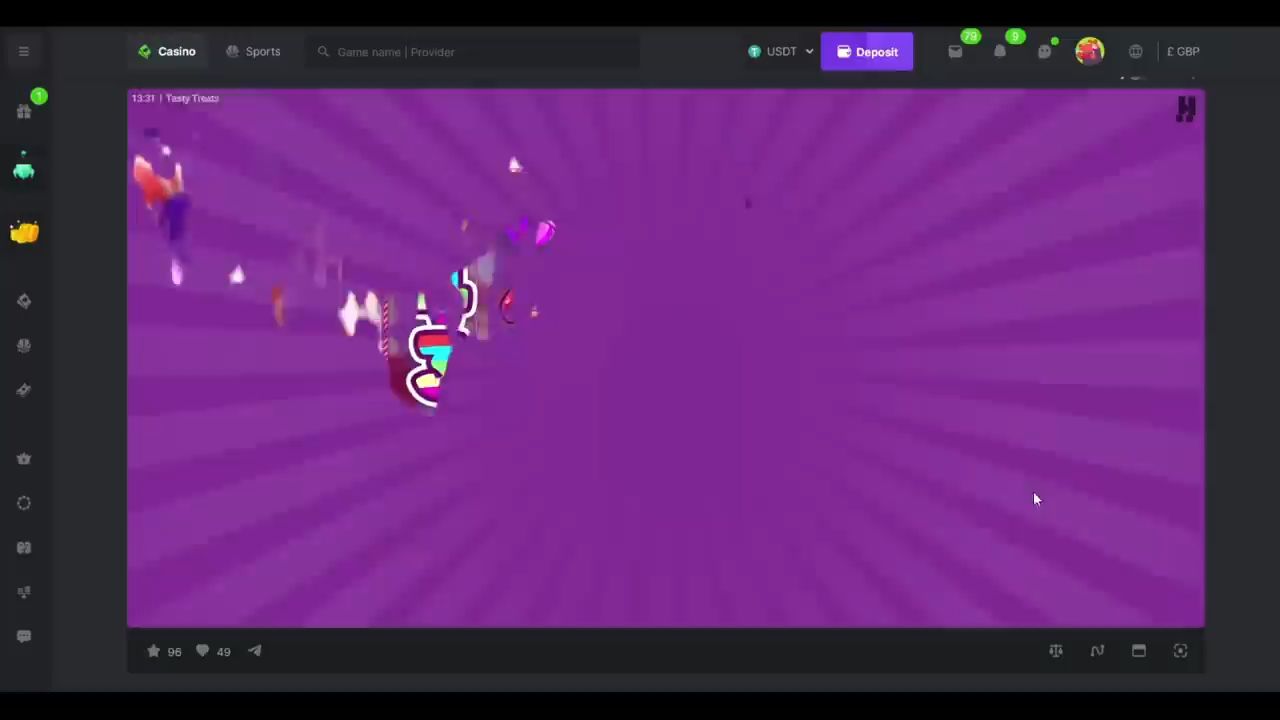 Casino
Sports
Game name | Provider
USDT
Deposit
79
9
£ GBP
1
13:31 | Tasty Treats
96
49